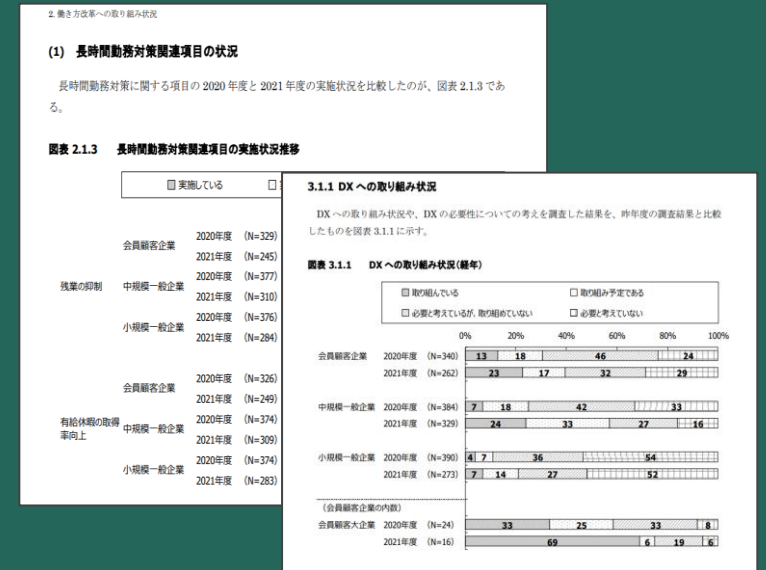 2. 働き方改革への取り組み状況
(1) 長時間勤務対策関連項目の状況
長時間勤務対策に関する項目の 2020 年度と 2021 年度の実施状況を比較したのが、図表 2.1.3 であ
る。
図表 2.1.3 長時間勤務対策関連項目の実施状況推移
実施している
会員顧客企業 2020年度 (N=329)
2021年度 (N=245)
残業の抑制 中規模一般企業 2020年度 (N=377)
2021年度 (N=310)
小規模一般企業 2020年度 (N=376)
2021年度 (N=284)
会員顧客企業 2020年度 (N=326)
2021年度 (N=249)
有給休暇の取得
率向上 中規模一般企業 2020年度 (N=374)
2021年度 (N=309)
小規模一般企業 2020年度 (N=374)
2021年度 (N=283)
3.1.1 DX への取り組み状況
DX への取り組み状況や、DX の必要性についての考えを調査した結果を、昨年度の調査結果と比較
したものを図表 3.1.1 に示す。
図表 3.1.1 DX への取り組み状況(経年)
取り組んでいる 取り組み予定である
必要と考えているが、取り組めていない 必要と考えていない
0% 20% 40% 60% 80% 100%
会員顧客企業 2020年度 (N=340) 13 18 46 24
2021年度 (N=262) 23 17 32 29
中規模一般企業 2020年度 (N=384) 7 18 42 33
2021年度 (N=329) 24 33 27 16
小規模一般企業 2020年度 (N=390) 4 7 36 54
2021年度 (N=273) 7 14 27 52
(会員顧客企業の内数)
会員顧客大企業 2020年度 (N=24) 33 25 33 8
2021年度 (N=16) 69 6 19 6